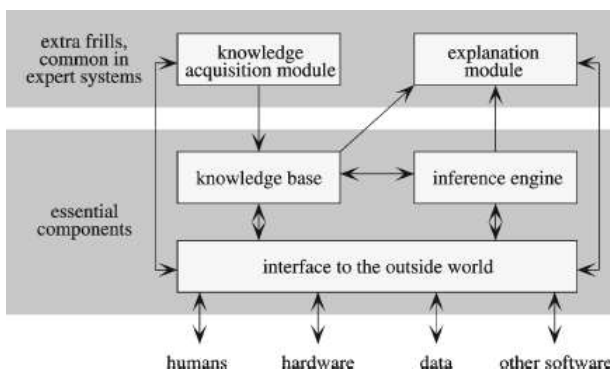 extra frills,
common in
expert systems
knowledge
acquisition module
explanation
module
essential
components
knowledge base
inference engine
interface to the outside world
humans
hardware
data
other software